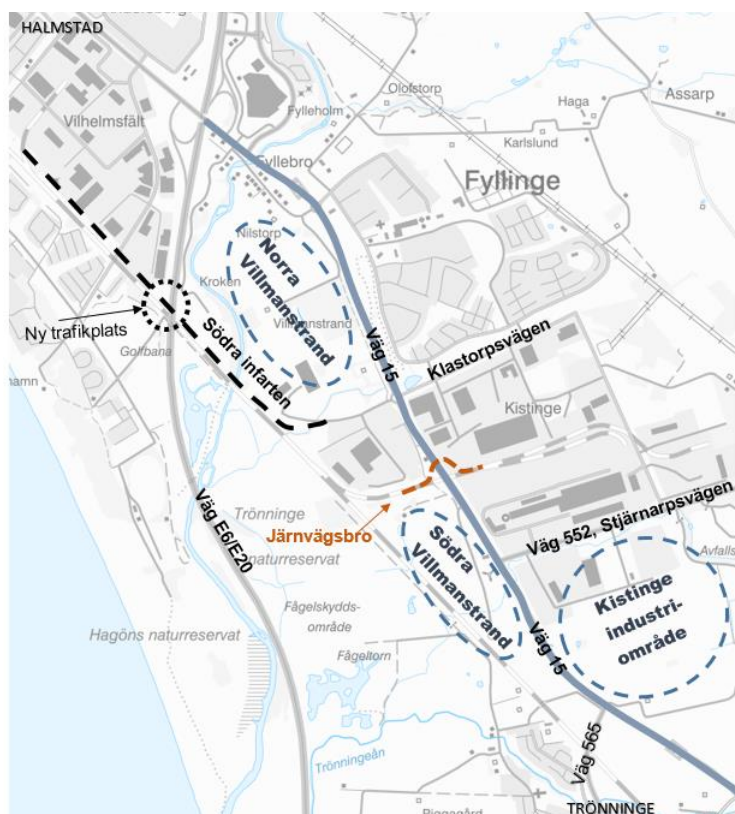 HALMSTAD
Vilhelmsfält
Fylleholm
Olofstorp
Haga
Assarp
Karlslund
Fyllebro
Fyllinge
Nilstorp
Norra
Villmanstrand
Kroken
Villmanstrand
Ny trafikplats
Golfbana
Södra infarten
Väg 15
Klastorpsvägen
Kistinge
Järnvägsbro
Väg 552, Stjärnarpsvägen
Väg E6/E20
Trönninge
naturreservat
Södra
Villmanstrand
Avfalls
Kistinge
industri-
område
Hagöns naturreservat
Fågelskydds-
område
Fågeltorn
Väg 15
Väg 565
Trönningeån
TRÖNNINGE